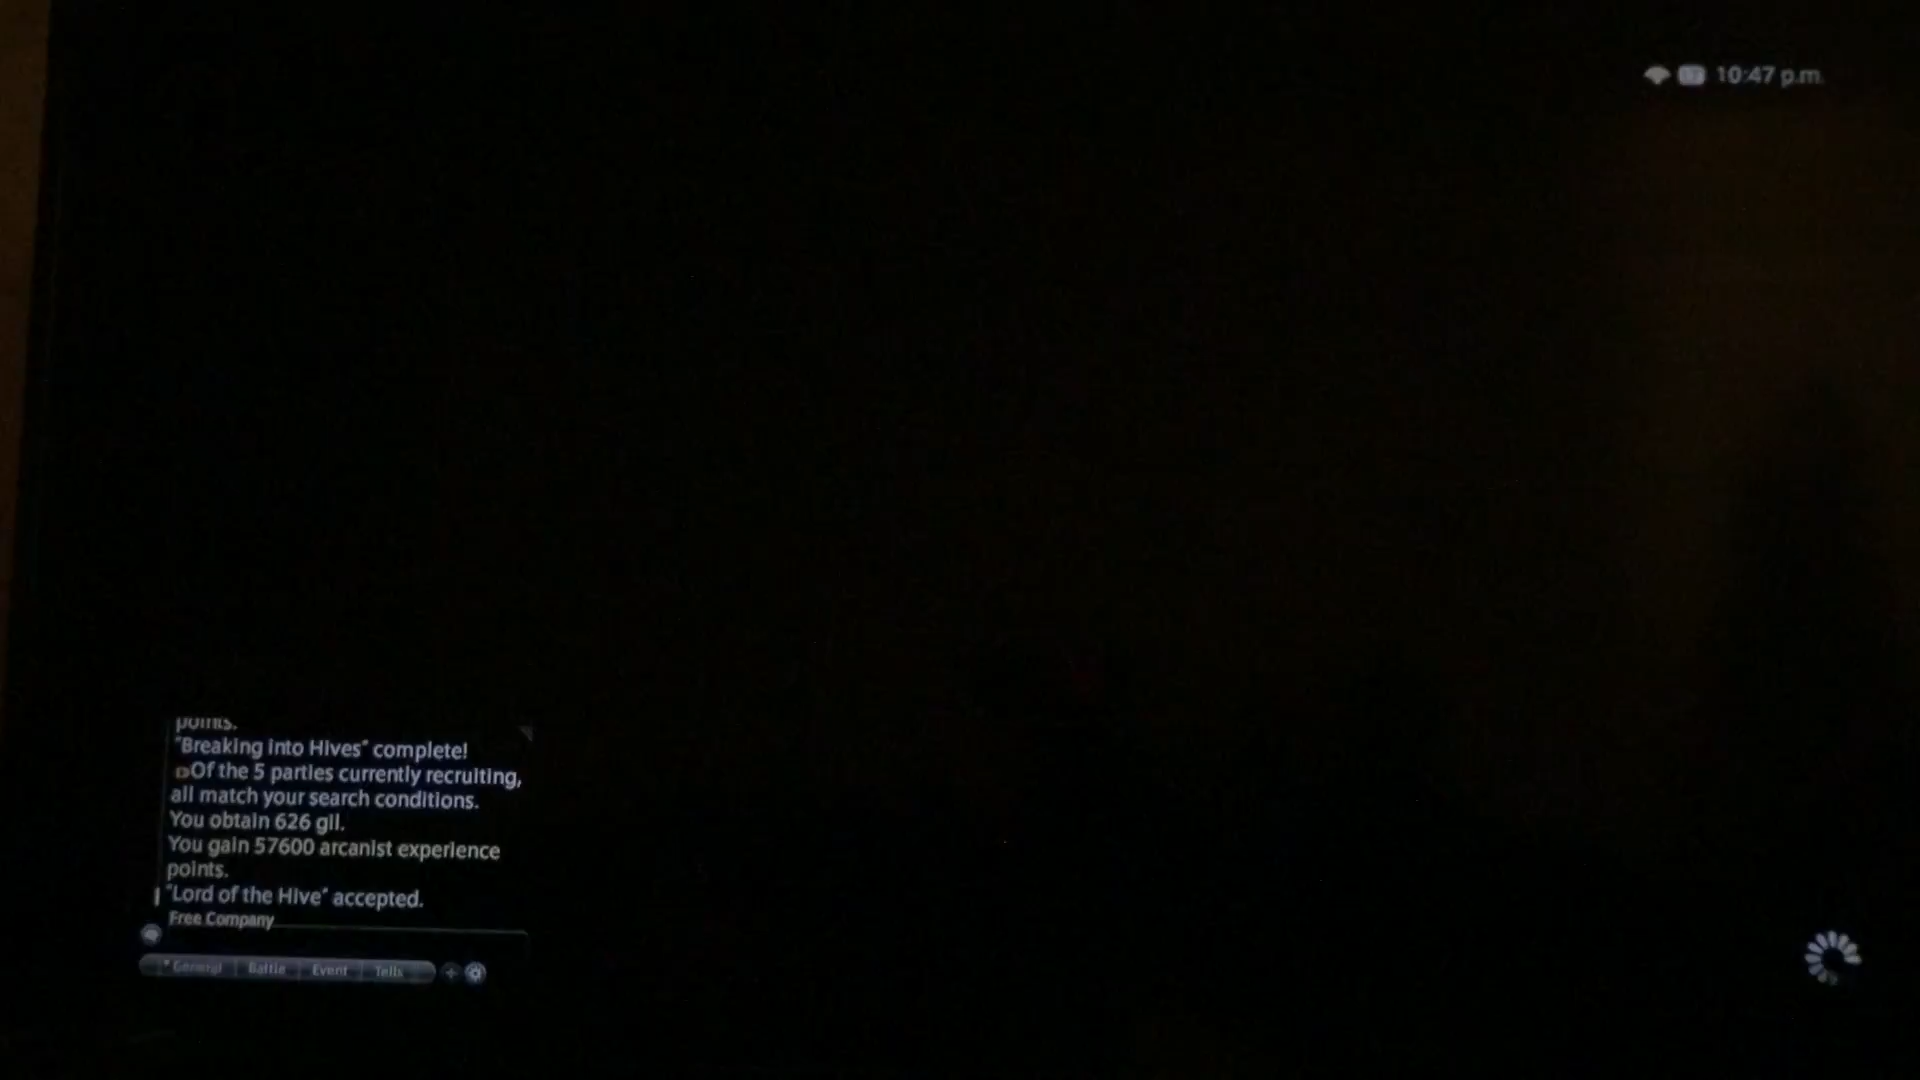 10:47 p.m.
points.
"Breaking into Hives" complete!
Of the 5 parties currently recruiting,
all match your search conditions.
You obtain 626 gil.
You gain 57600 arcanist experience
points.
"Lord of the Hive" accepted.
Free Company
* General Battle Event Tells